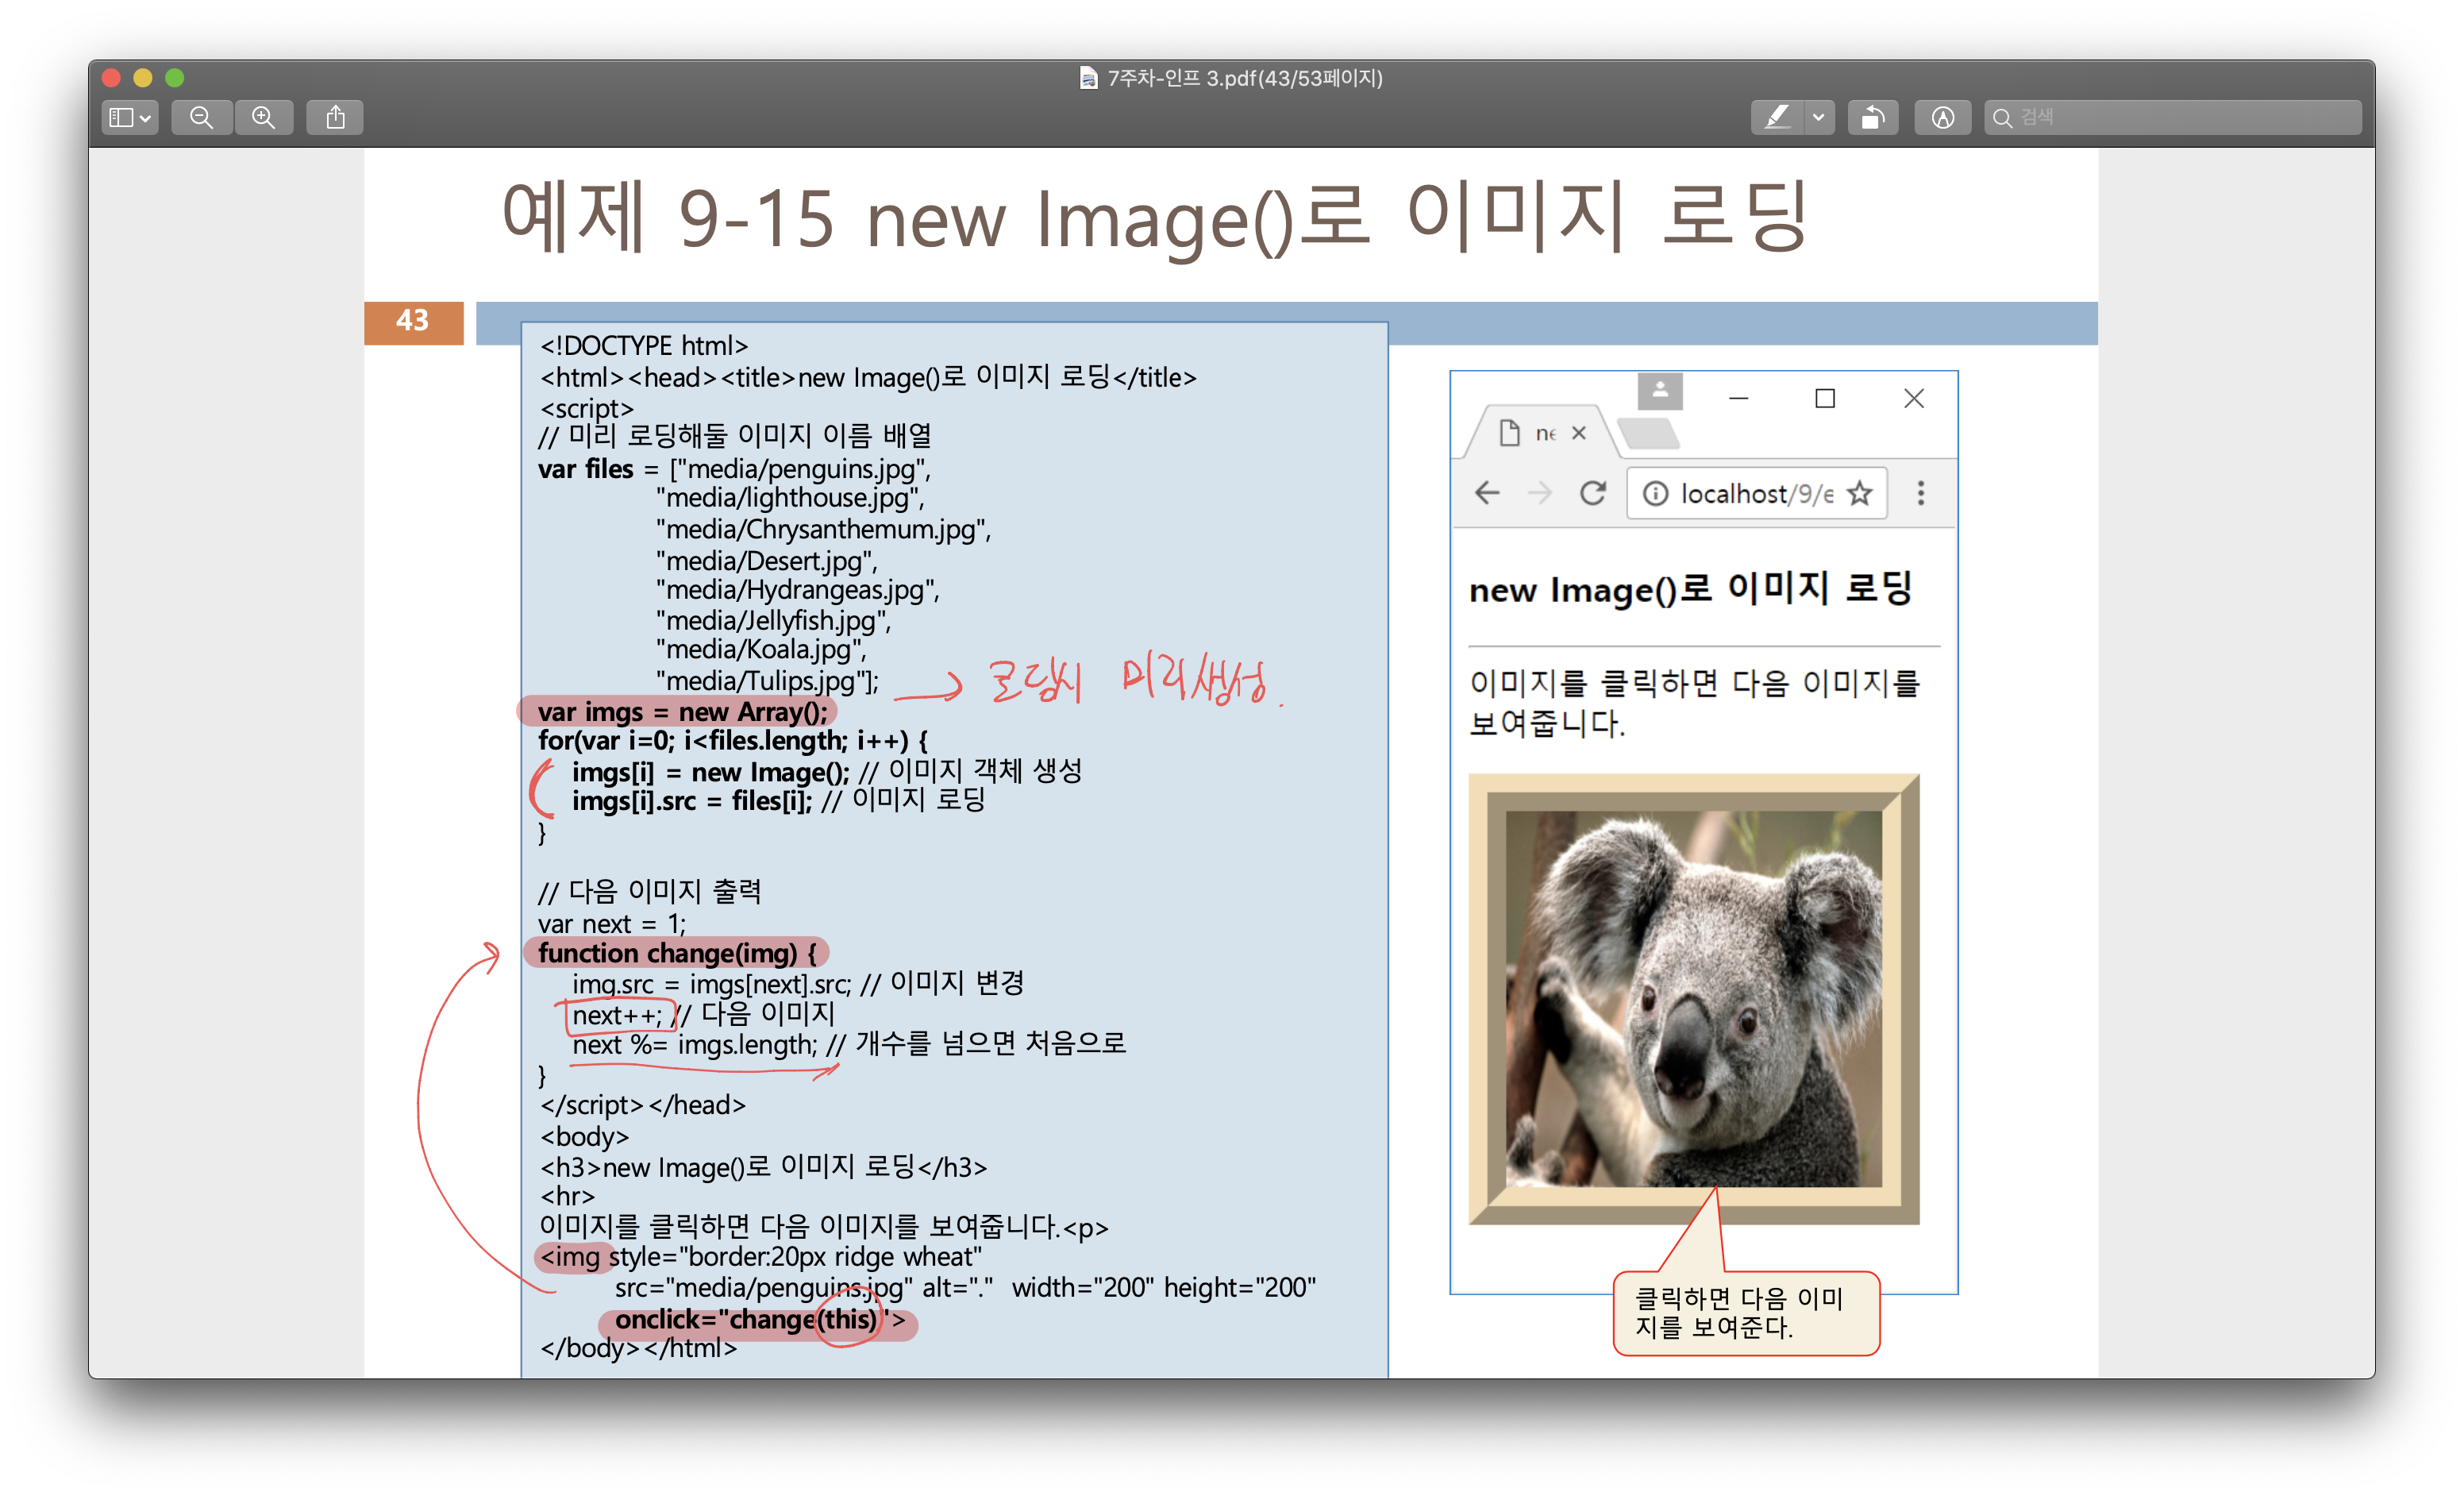 7주차-인프 3.pdf(43/53페이지)
검색
예제 9-15 new Image()로 이미지 로딩
43
<!DOCTYPE html>
<html><head><title>new Image()로 이미지 로딩</title>
<script>
// 미리 로딩해둘 이미지 이름 배열
var files = ["media/penguins.jpg",
"media/lighthouse.jpg",
"media/Chrysanthemum.jpg",
"media/Desert.jpg",
"media/Hydrangeas.jpg",
"media/Jellyfish.jpg",
"media/Koala.jpg",
"media/Tulips.jpg"];
→ 로딩시 미리 생성.
var imgs = new Array();
for(var i=0; i<files.length; i++) {
imgs[i] = new Image(); // 이미지 객체 생성
imgs[i].src = files[i]; // 이미지 로딩
}
// 다음 이미지 출력
var next = 1;
function change(img) {
img.src = imgs[next].src; // 이미지 변경
next++; // 다음 이미지
next %= imgs.length; // 개수를 넘으면 처음으로
}
</script></head>
<body>
<h3>new Image()로 이미지 로딩</h3>
<hr>
이미지를 클릭하면 다음 이미지를 보여줍니다.<p>
<img style="border:20px ridge wheat"
src="media/penguins.jpg" alt="." width="200" height="200"
onclick="change(this)">
</body></html>
ne
localhost/9/e
new Image()로 이미지 로딩
이미지를 클릭하면 다음 이미지를
보여줍니다.
클릭하면 다음 이미
지를 보여준다.